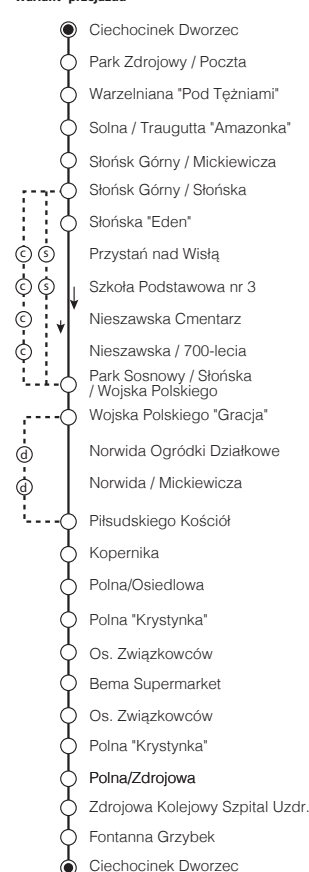 Ciechocinek Dworzec
Park Zdrojowy / Poczta
Warzelniana "Pod Tężniami"
Solna / Traugutta "Amazonka"
Słońsk Górny / Mickiewicza
Słońsk Górny / Słońska
Słońska "Eden"
c s Przystań nad Wisłą
c s Szkoła Podstawowa nr 3
c Nieszawska Cmentarz
c Nieszawska / 700-lecia
Park Sosnowy / Słońska
/ Wojska Polskiego
Wojska Polskiego "Gracja"
d Norwida Ogródki Działkowe
d Norwida / Mickiewicza
Piłsudskiego Kościół
Kopernika
Polna/Osiedlowa
Polna "Krystynka"
Os. Związkowców
Bema Supermarket
Os. Związkowców
Polna "Krystynka"
Polna/Zdrojowa
Zdrojowa Kolejowy Szpital Uzdr.
Fontanna Grzybek
Ciechocinek Dworzec